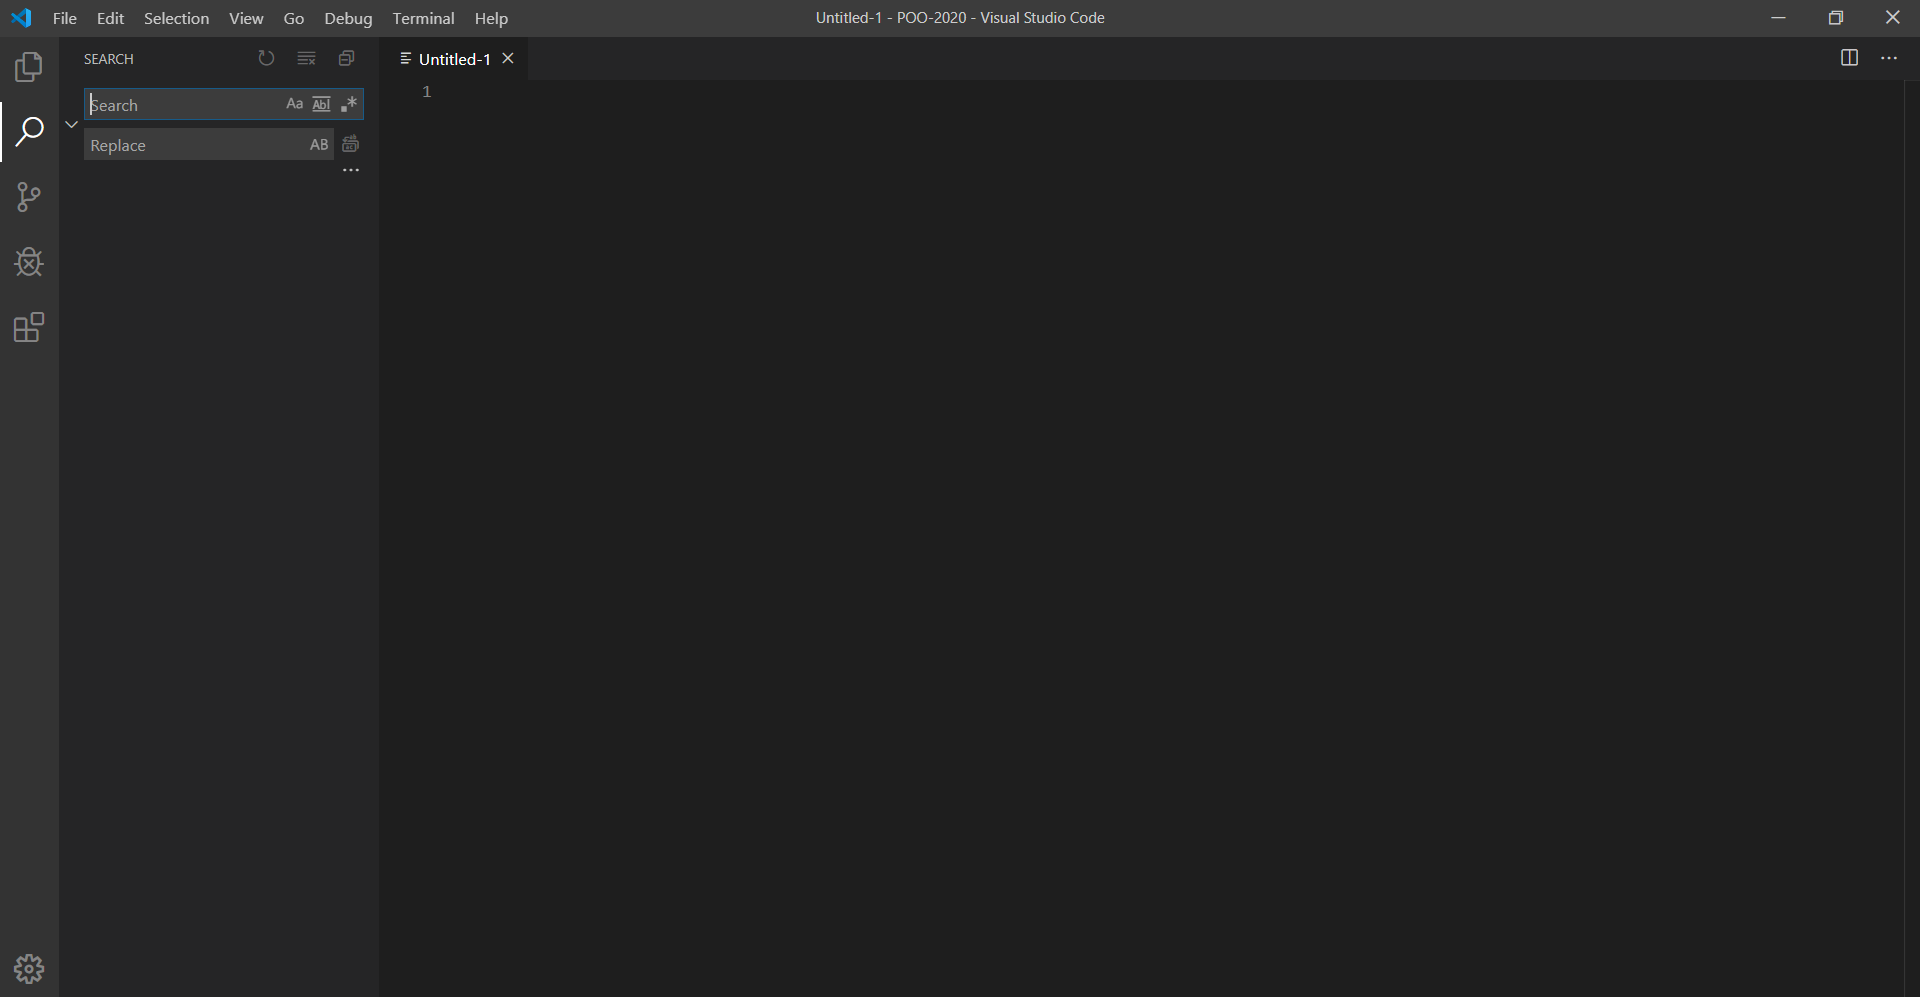 File Edit Selection View Go Debug Terminal Help
Untitled-1 - POO-2020 - Visual Studio Code
SEARCH
Untitled-1
Search Aa Abl .*
Replace AB
1